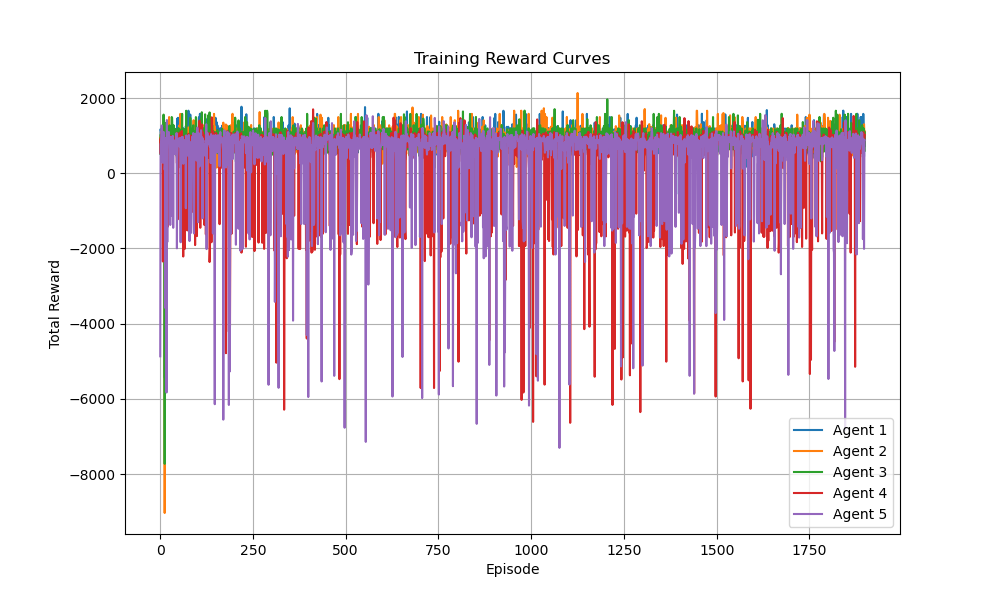 Training Reward Curves
Total Reward
2000
0
−2000
−4000
−6000
−8000
0 250 500 750 1000 1250 1500 1750
Episode
Agent 1
Agent 2
Agent 3
Agent 4
Agent 5